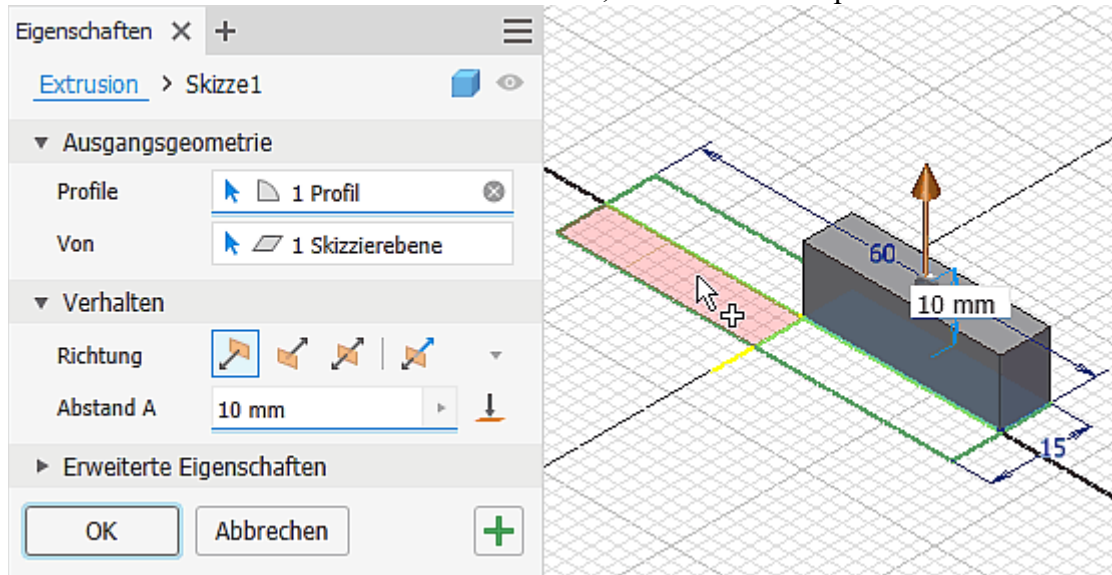 Eigenschaften × +
Extrusion > Skizze1
Ausgangsgeometrie
Profile 1 Profil
Von 1 Skizzierebene
Verhalten
Richtung
Abstand A 10 mm
Erweiterte Eigenschaften
OK Abbrechen
60
10 mm
15